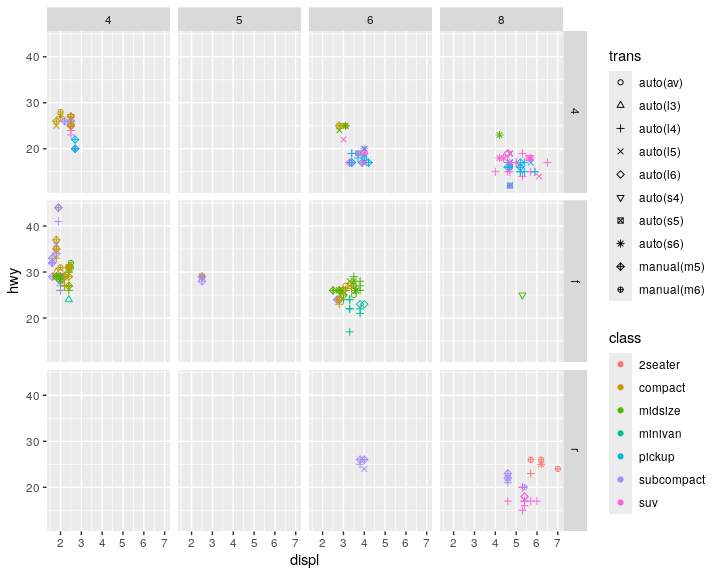 4 5 6 8
40
30
20
4
40
30
20
f
40
30
20
r
2 3 4 5 6 7 2 3 4 5 6 7 2 3 4 5 6 7 2 3 4 5 6 7
displ
hwy
trans
auto(av)
auto(l3)
auto(l4)
auto(l5)
auto(l6)
auto(s4)
auto(s5)
auto(s6)
manual(m5)
manual(m6)
class
2seater
compact
midsize
minivan
pickup
subcompact
suv